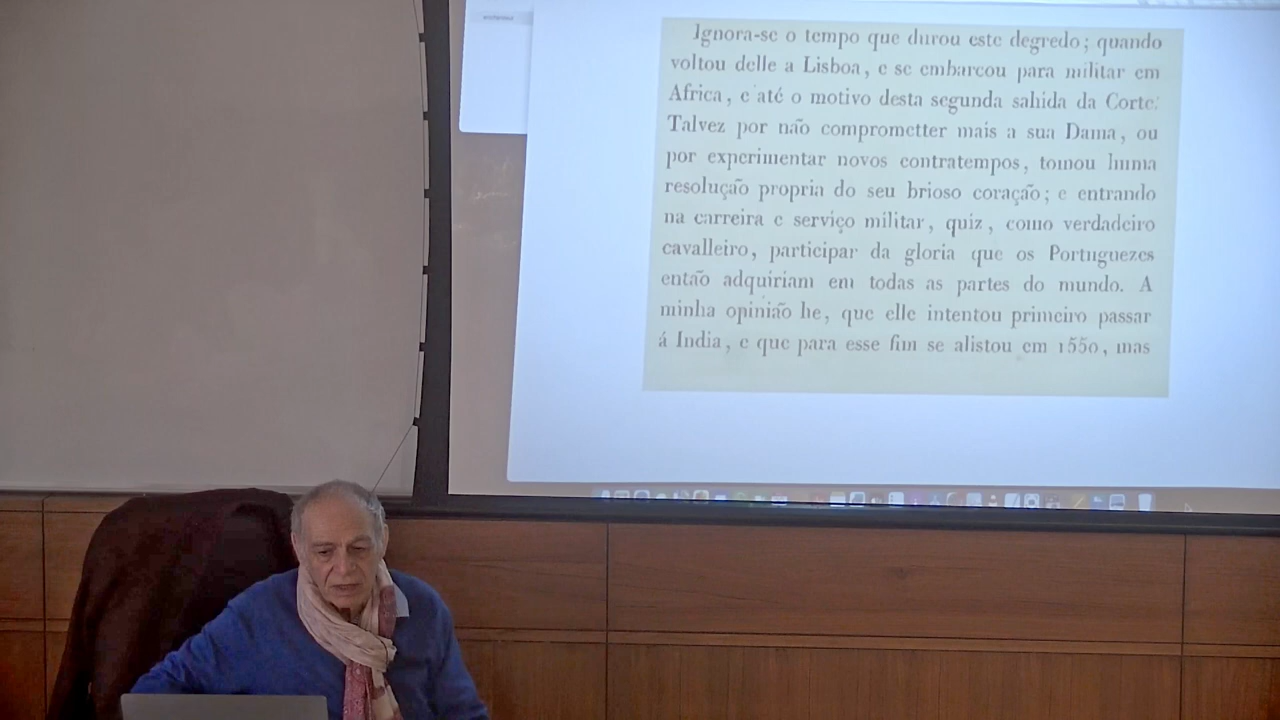 Ignora-se o tempo que durou este degredo; quando
voltou delle a Lisboa, e se embarcou para militar em
Africa, e até o motivo desta segunda sahida da Corte.
Talvez por não comprometter mais a sua Dama, ou
por experimentar novos contratempos, tomou huma
resolução propria do seu brioso coração; e entrando
na carreira e serviço militar, quiz, como verdadeiro
cavalleiro, participar da gloria que os Portuguezes
então adquiriam em todas as partes do mundo. A
minha opinião he, que elle intentou primeiro passar
á India, e que para esse fim se alistou em 1550, mas